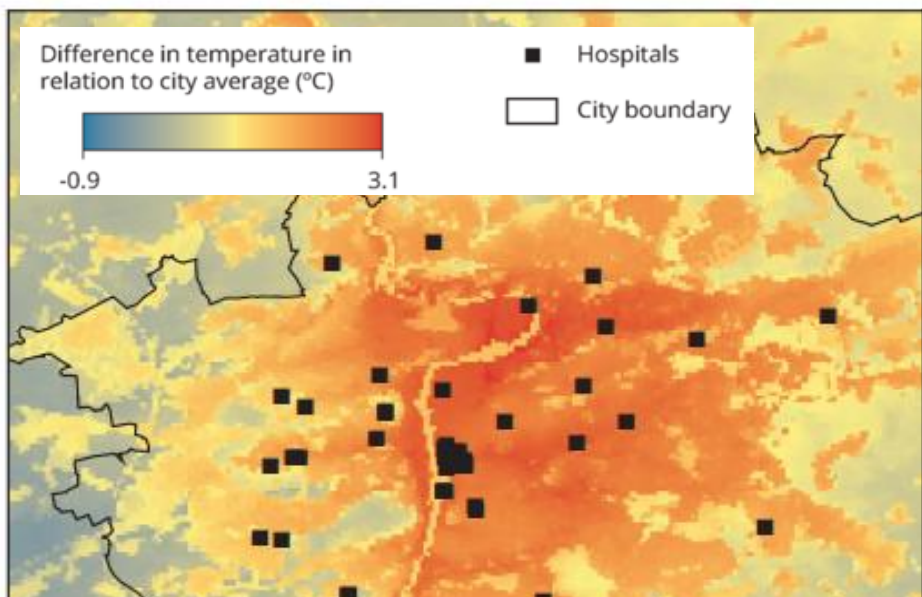 Difference in temperature in
relation to city average (ºC)
-0.9
3.1
Hospitals
City boundary